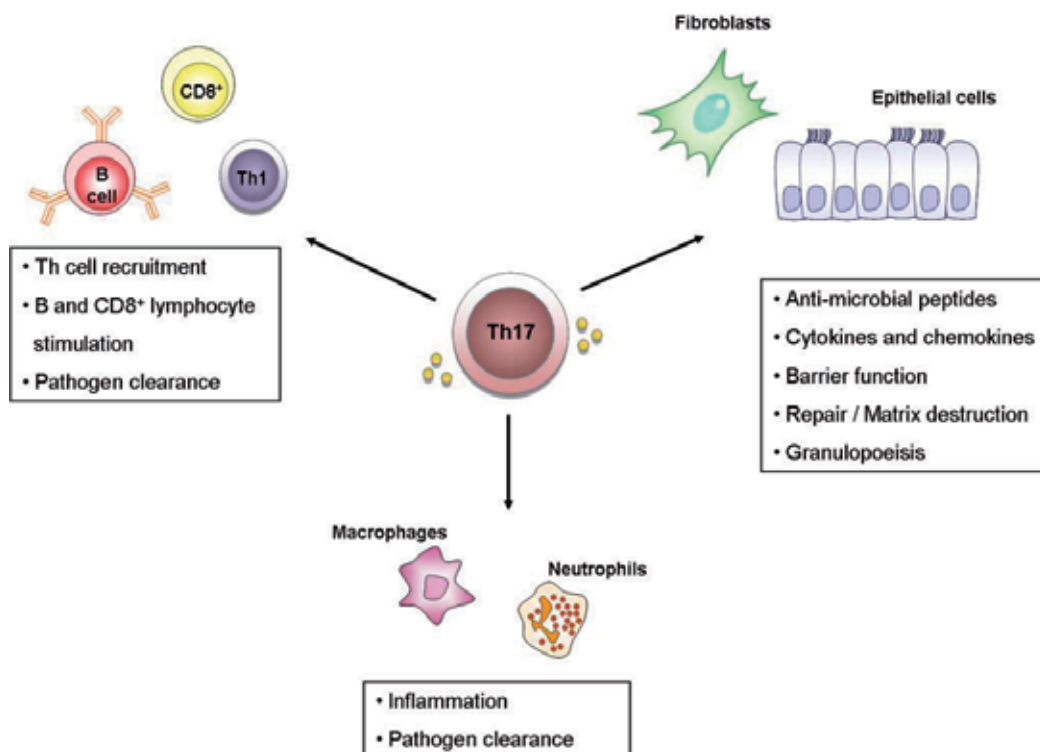 Fibroblasts
Epithelial cells
CD8⁺
B
cell
Th1
• Th cell recruitment
• B and CD8⁺ lymphocyte
stimulation
• Pathogen clearance
Th17
• Anti-microbial peptides
• Cytokines and chemokines
• Barrier function
• Repair / Matrix destruction
• Granulopoeisis
Macrophages
Neutrophils
• Inflammation
• Pathogen clearance